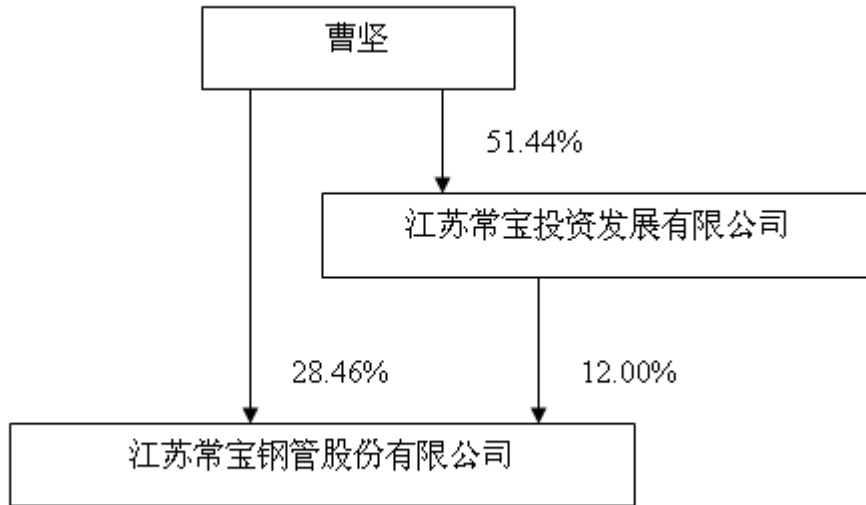 曹坚
51.44%
江苏常宝投资发展有限公司
28.46%
12.00%
江苏常宝钢管股份有限公司